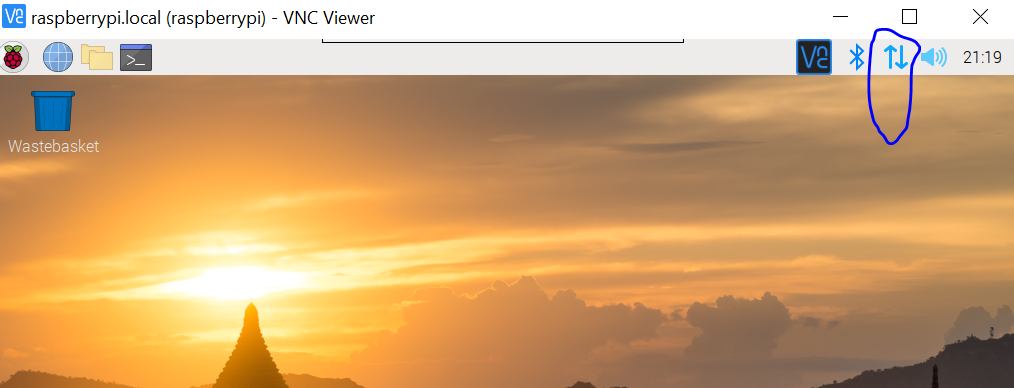 raspberrypi.local (raspberrypi) - VNC Viewer
21:19
Wastebasket